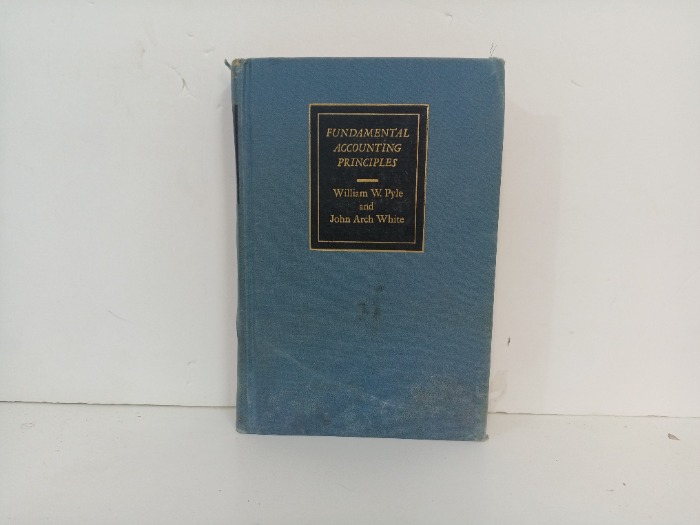 FUNDAMENTAL
ACCOUNTING
PRINCIPLES
William W. Pyle
and
John Arch White